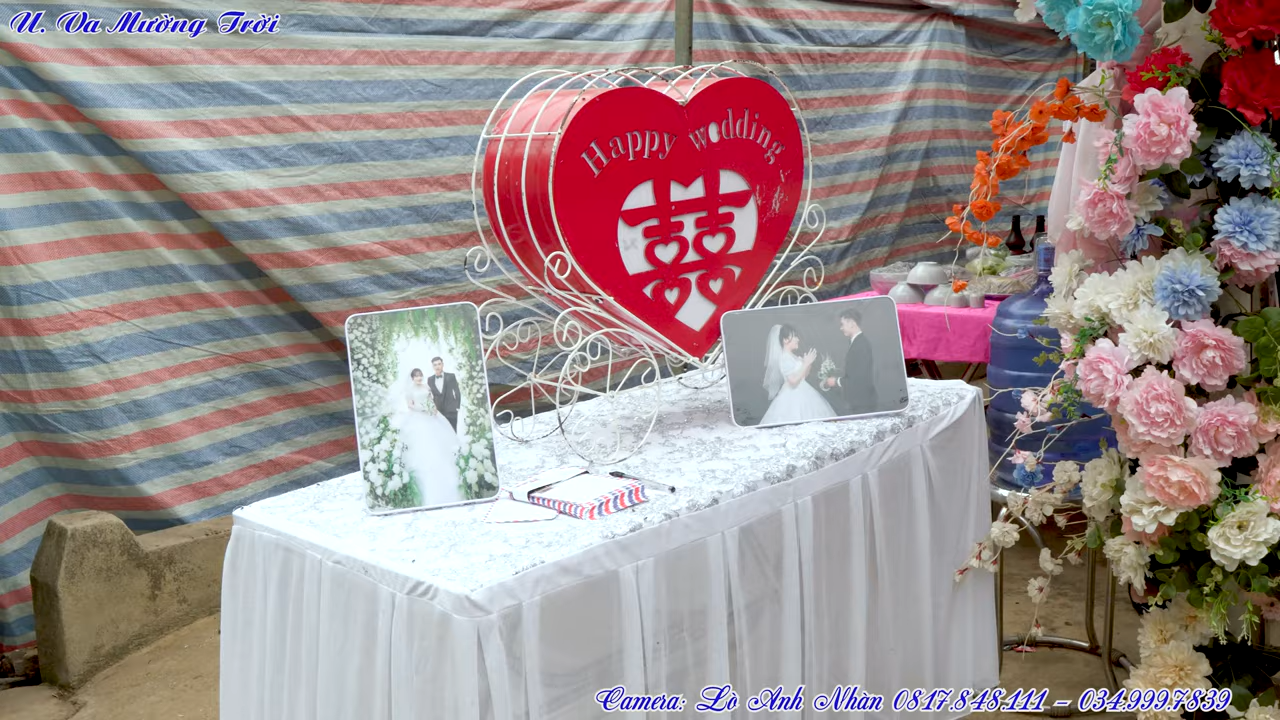 U. Va Mường Trời
Happy wedding
囍
Camera: Lò Anh Nhàn 0817.848.111 - 034.999.7839